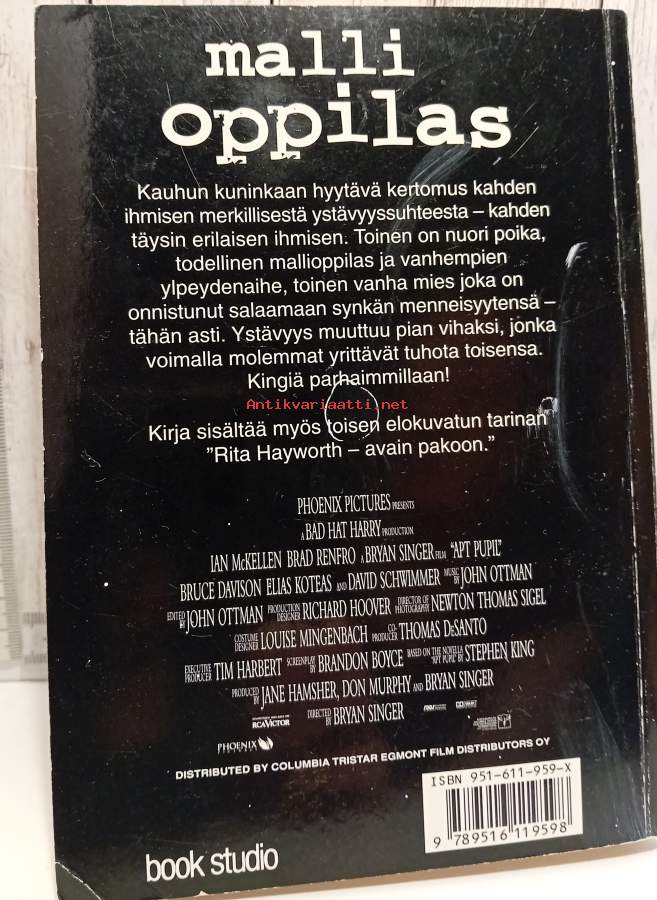 malli
oppilas
Kauhun kuninkaan hyytävä kertomus kahden
ihmisen merkillisestä ystävyyssuhteesta – kahden
täysin erilaisen ihmisen. Toinen on nuori poika,
todellinen mallioppilas ja vanhempien
ylpeydenaihe, toinen vanha mies joka on
onnistunut salaamaan synkän menneisyytensä –
tähän asti. Ystävyys muuttuu pian vihaksi, jonka
voimalla molemmat yrittävät tuhota toisensa.
Kingiä parhaimmillaan!
Antikvariaatti.net
Kirja sisältää myös toisen elokuvatun tarinan
”Rita Hayworth – avain pakoon.”
PHOENIX PICTURES PRESENTS
A BAD HAT HARRY PRODUCTION
IAN McKELLEN BRAD RENFRO A BRYAN SINGER FILM “APT PUPIL”
BRUCE DAVISON ELIAS KOTEAS AND DAVID SCHWIMMER MUSIC BY JOHN OTTMAN
EDITED BY JOHN OTTMAN PRODUCTION DESIGNER RICHARD HOOVER DIRECTOR OF PHOTOGRAPHY NEWTON THOMAS SIGEL
COSTUME DESIGNER LOUISE MINGENBACH CO-PRODUCER THOMAS DeSANTO
EXECUTIVE PRODUCER TIM HARBERT SCREENPLAY BY BRANDON BOYCE BASED ON THE NOVELLA “APT PUPIL” BY STEPHEN KING
PRODUCED BY JANE HAMSHER, DON MURPHY AND BRYAN SINGER
DIRECTED BY BRYAN SINGER
RCA VICTOR
PHOENIX
DISTRIBUTED BY COLUMBIA TRISTAR EGMONT FILM DISTRIBUTORS OY
ISBN 951-611-959-X
9 789516 119598
book studio